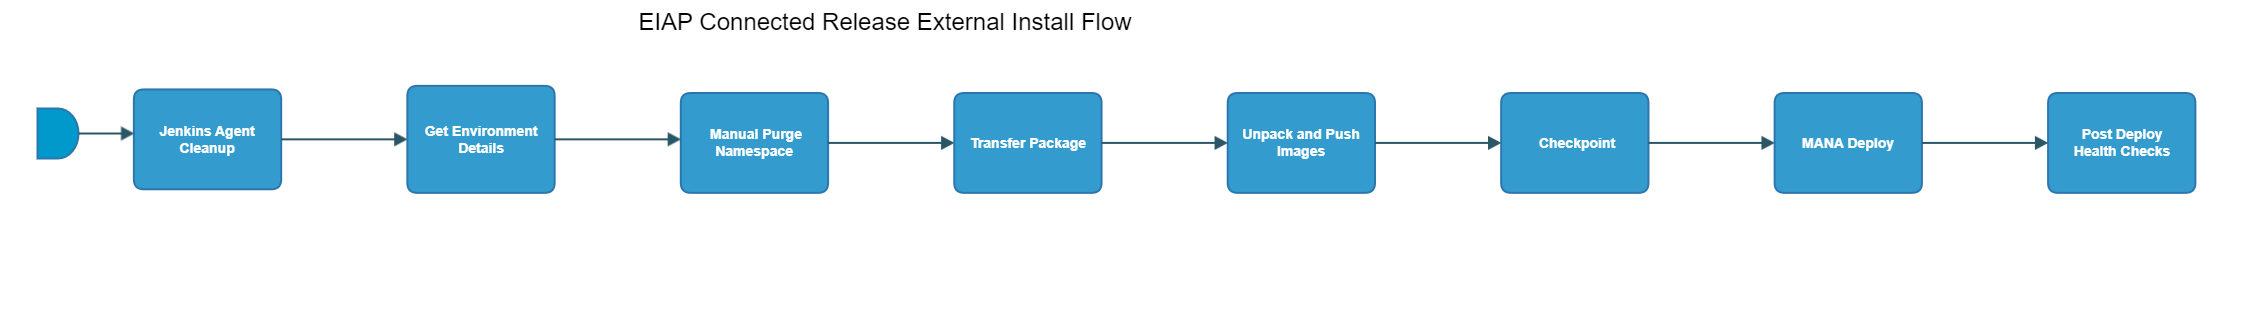 EIAP Connected Release External Install Flow
Jenkins Agent
Cleanup
Get Environment
Details
Manual Purge
Namespace
Transfer Package
Unpack and Push
Images
Checkpoint
MANA Deploy
Post Deploy
Health Checks